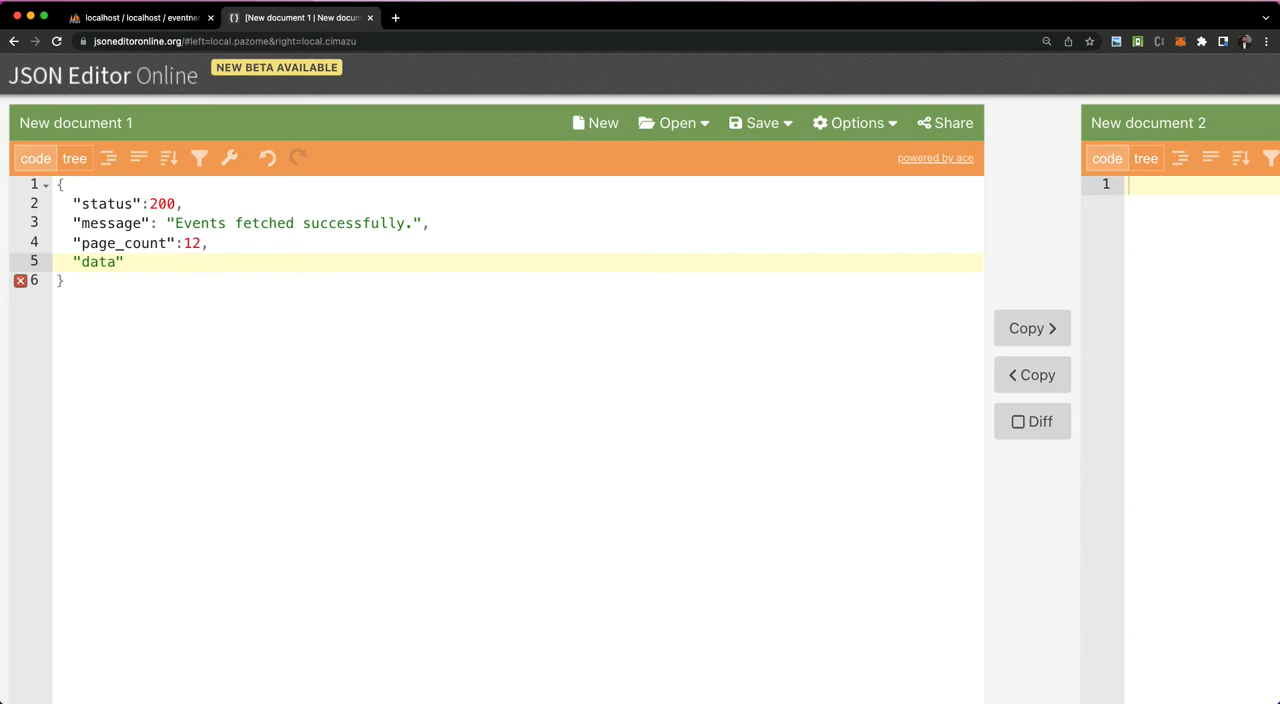 localhost / localhost / eventner
[New document 1 | New docum
jsoneditoronline.org/#left=local.pazome&right=local.cimazu
JSON Editor Online
NEW BETA AVAILABLE
New document 1
New
Open
Save
Options
Share
New document 2
code
tree
powered by ace
code
tree
1 {
2 "status":200,
3 "message": "Events fetched successfully.",
4 "page_count":12,
5 "data"
6 }
1
Copy >
< Copy
Diff